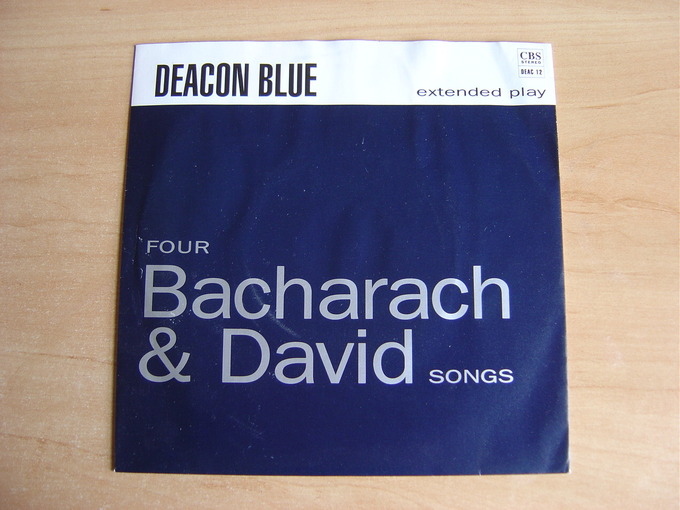 DEACON BLUE
extended play
CBS
STEREO
DEAC 12
FOUR
Bacharach
& David SONGS